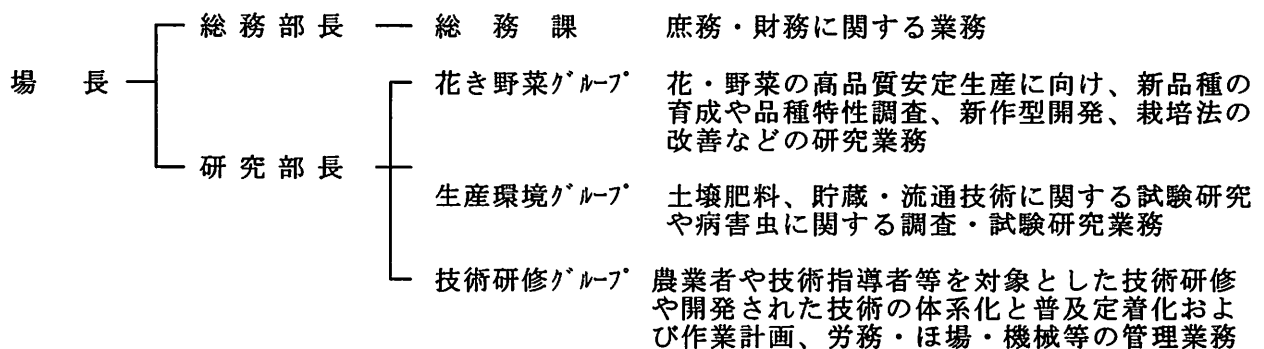 総務部長 総務課 庶務・財務に関する業務
場長 花き野菜グループ 花・野菜の高品質安定生産に向け、新品種の
育成や品種特性調査、新作型開発、栽培法の
改善などの研究業務
研究部長
生産環境グループ 土壌肥料、貯蔵・流通技術に関する試験研究
や病害虫に関する調査・試験研究業務
技術研修グループ 農業者や技術指導者等を対象とした技術研修
や開発された技術の体系化と普及定着化およ
び作業計画、労務・ほ場・機械等の管理業務